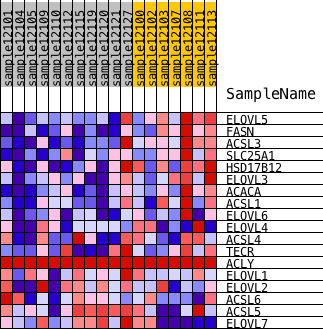 sample12101
sample12104
sample12105
sample12109
sample12112
sample12115
sample12119
sample12120
sample12121
sample12127
sample12100
sample12102
sample12103
sample12107
sample12108
sample12111
sample12113
SampleName
ELOVL5
FASN
ACSL3
SLC25A1
HSD17B12
ELOVL3
ACACA
ACSL1
ELOVL6
ELOVL4
ACSL4
TECR
ACLY
ELOVL1
ELOVL2
ACSL6
ACSL5
ELOVL7